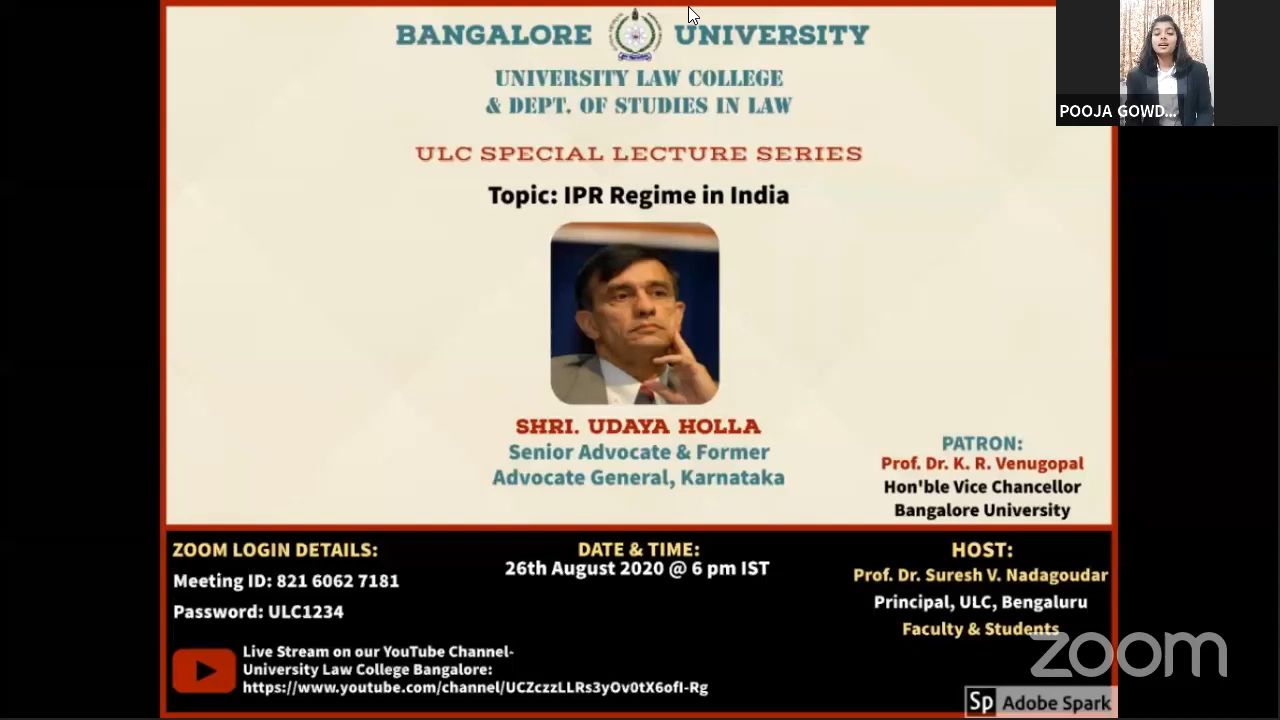 BANGALORE UNIVERSITY
UNIVERSITY LAW COLLEGE
& DEPT. OF STUDIES IN LAW
ULC SPECIAL LECTURE SERIES
Topic: IPR Regime in India
SHRI. UDAYA HOLLA
Senior Advocate & Former
Advocate General, Karnataka
PATRON:
Prof. Dr. K. R. Venugopal
Hon'ble Vice Chancellor
Bangalore University
ZOOM LOGIN DETAILS:
Meeting ID: 821 6062 7181
Password: ULC1234
DATE & TIME:
26th August 2020 @ 6 pm IST
HOST:
Prof. Dr. Suresh V. Nadagoudar
Principal, ULC, Bengaluru
Faculty & Students
Live Stream on our YouTube Channel-
University Law College Bangalore:
https://www.youtube.com/channel/UCZczzLLRs3yOv0tX6ofI-Rg
POOJA GOWD...
zoom
Sp Adobe Spark